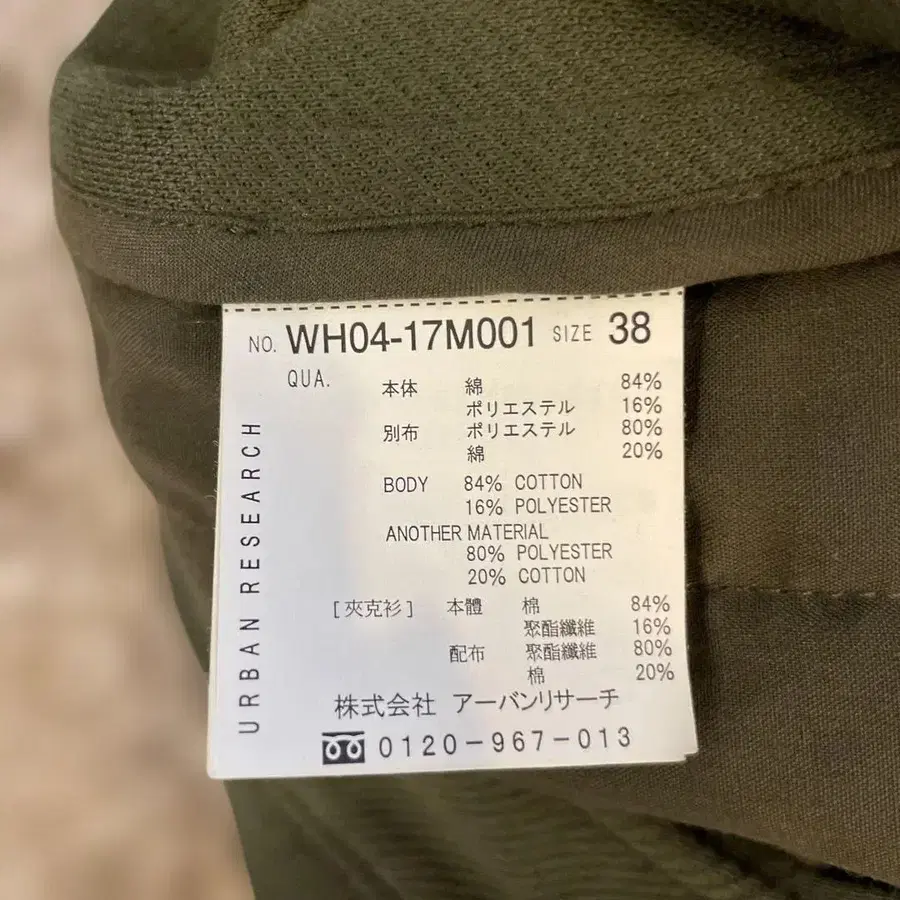 NO. WH04-17M001 SIZE 38
QUA. 本体 綿 84%
ポリエステル 16%
別布 ポリエステル 80%
綿 20%
BODY 84% COTTON
16% POLYESTER
ANOTHER MATERIAL
80% POLYESTER
20% COTTON
[夾克衫] 本體 棉 84%
聚酯纖維 16%
配布 聚酯纖維 80%
棉 20%
株式会社 アーバンリサーチ
0120-967-013
URBAN RESEARCH